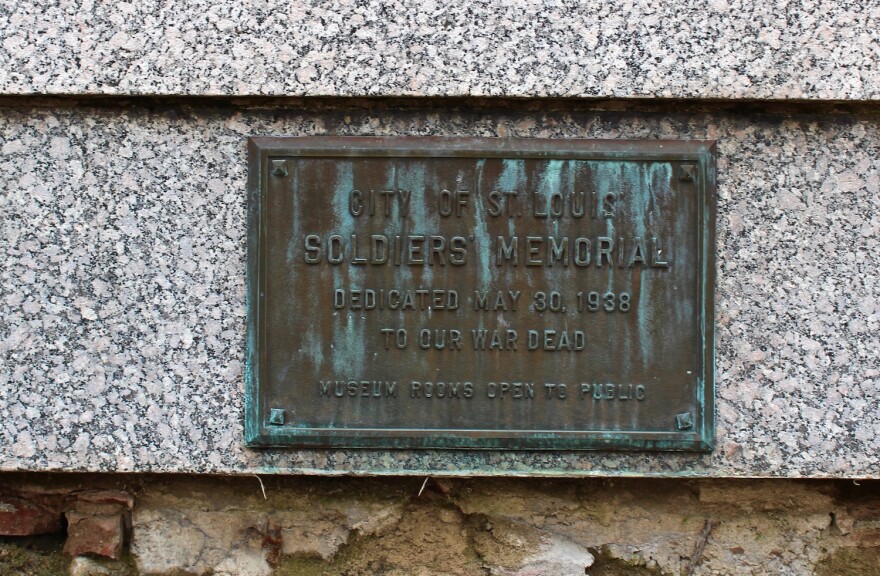 CITY OF ST. LOUIS
SOLDIERS' MEMORIAL
DEDICATED MAY 30, 1938
TO OUR WAR DEAD
MUSEUM ROOMS OPEN TO PUBLIC